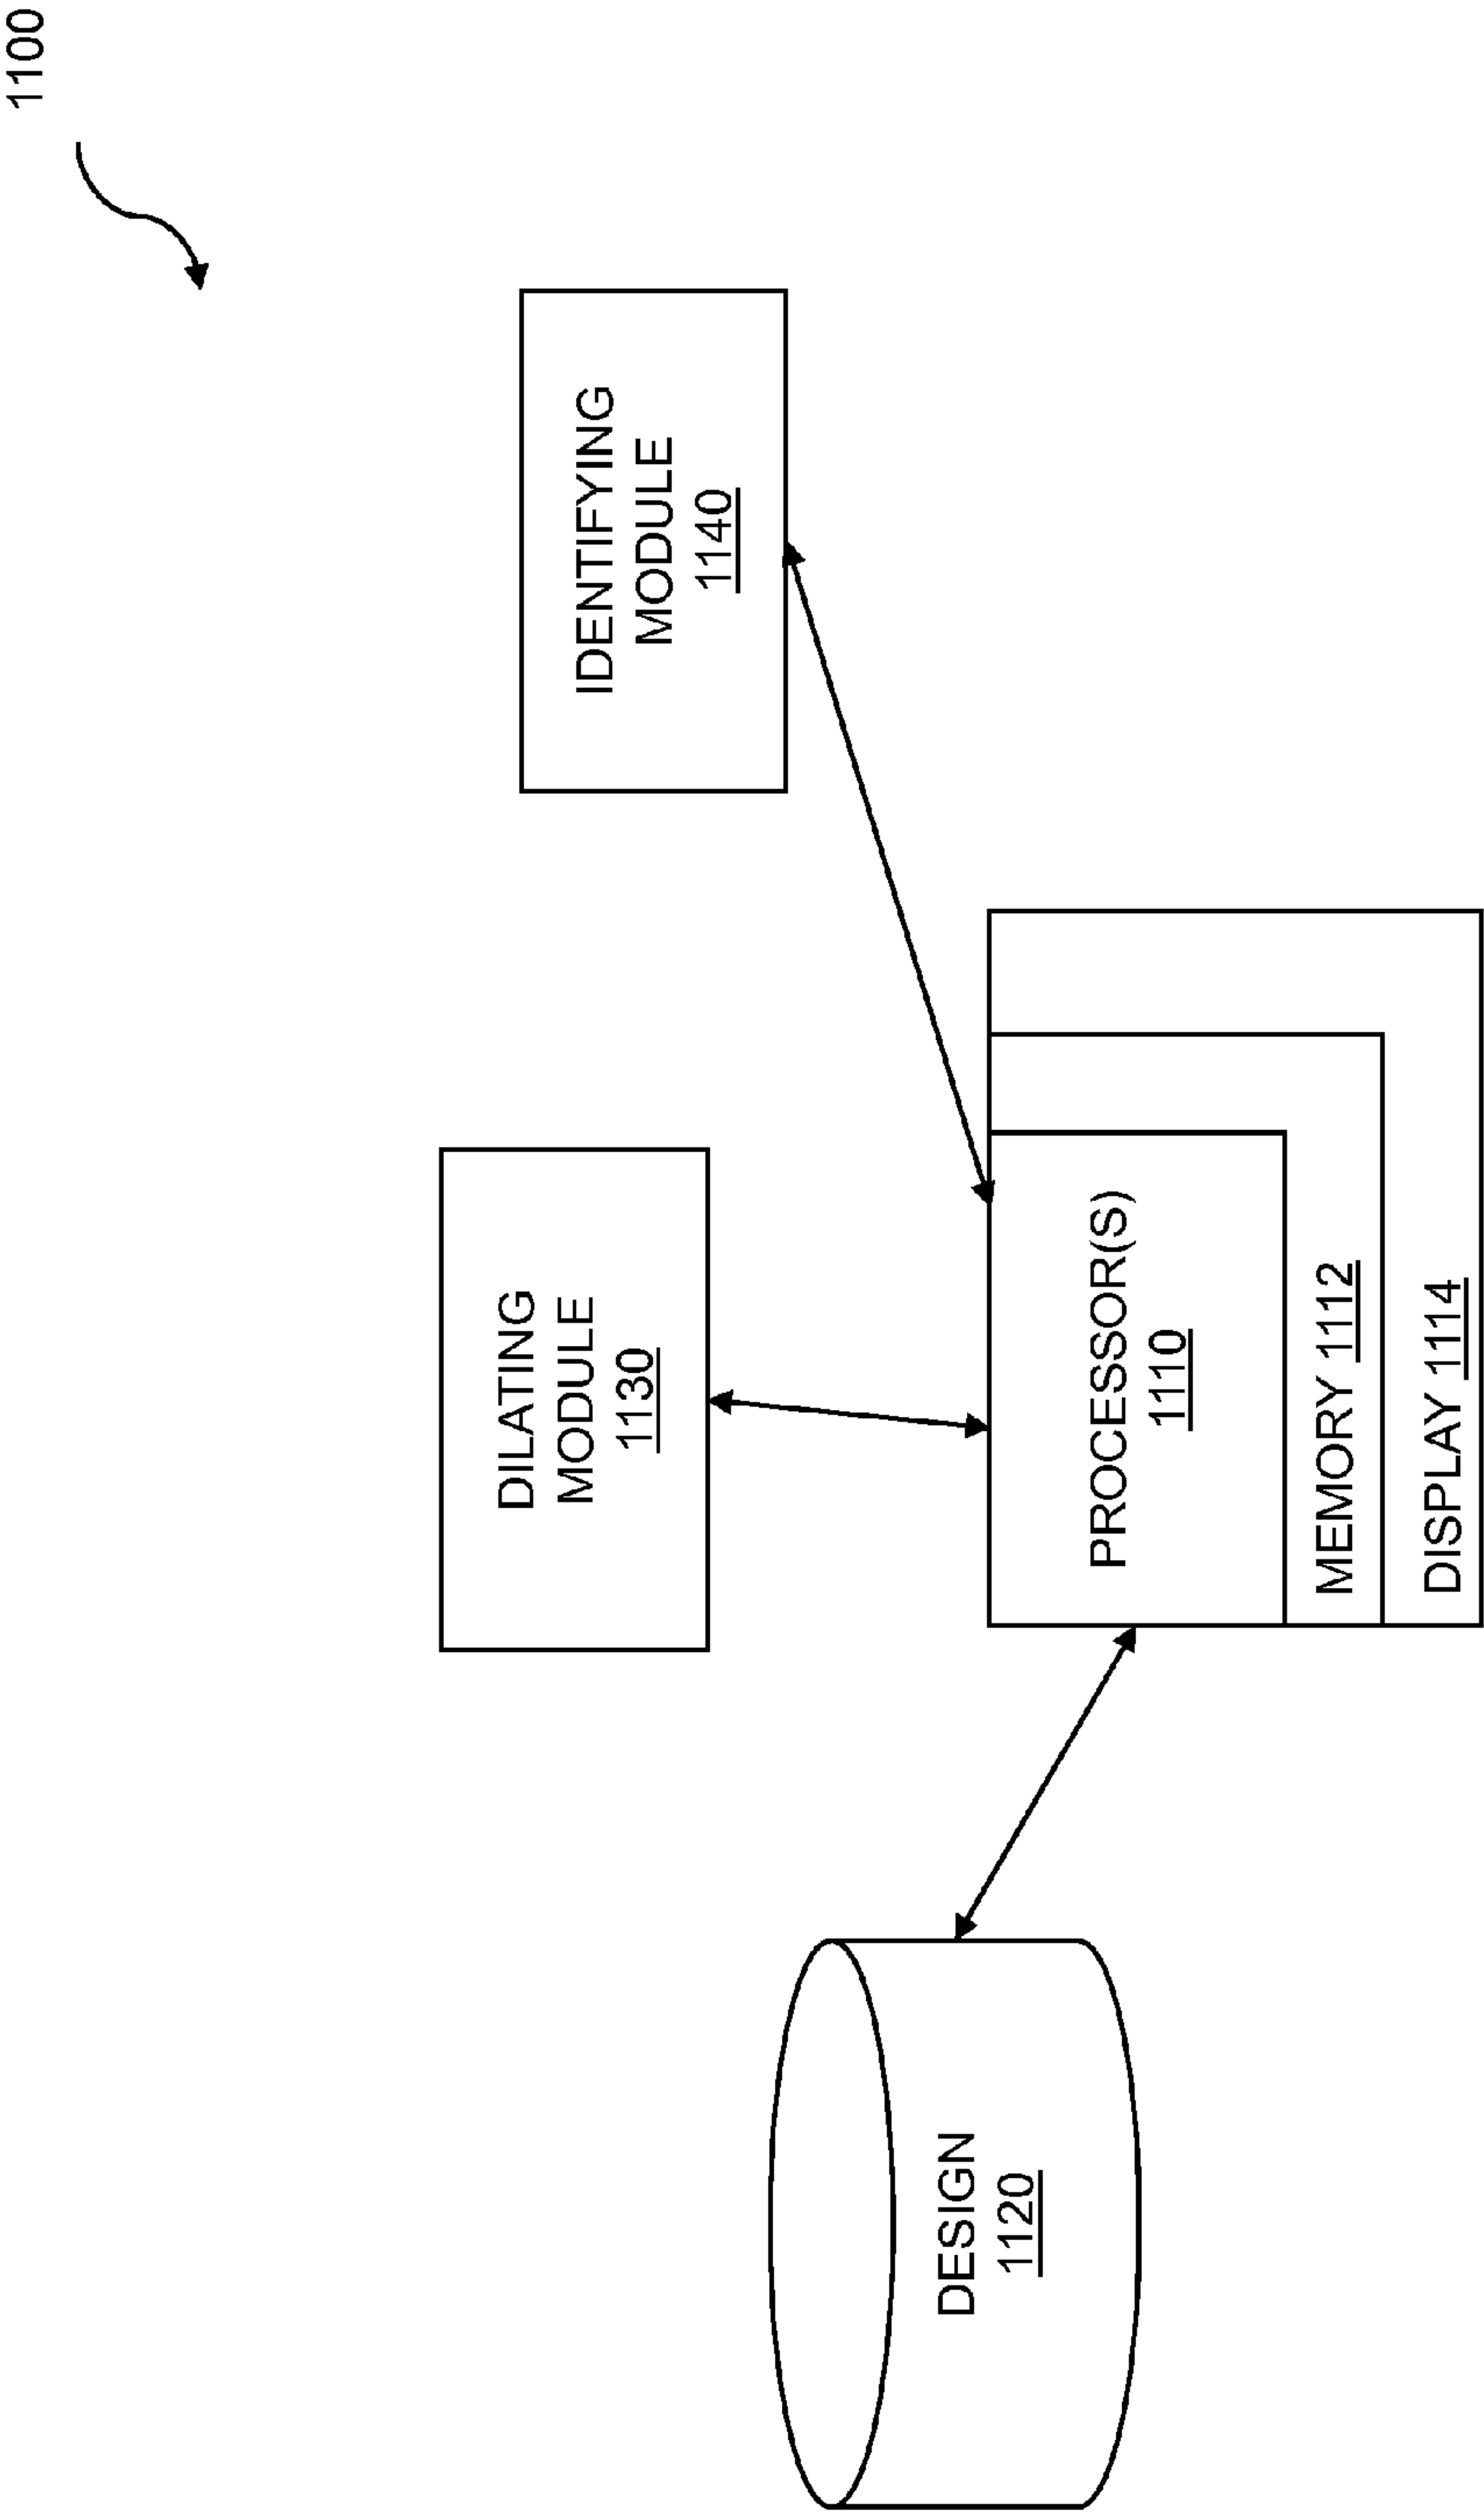 1100
IDENTIFYING
MODULE
1140
DILATING
MODULE
1130
DESIGN
1120
PROCESSOR(S)
1110
MEMORY 1112
DISPLAY 1114